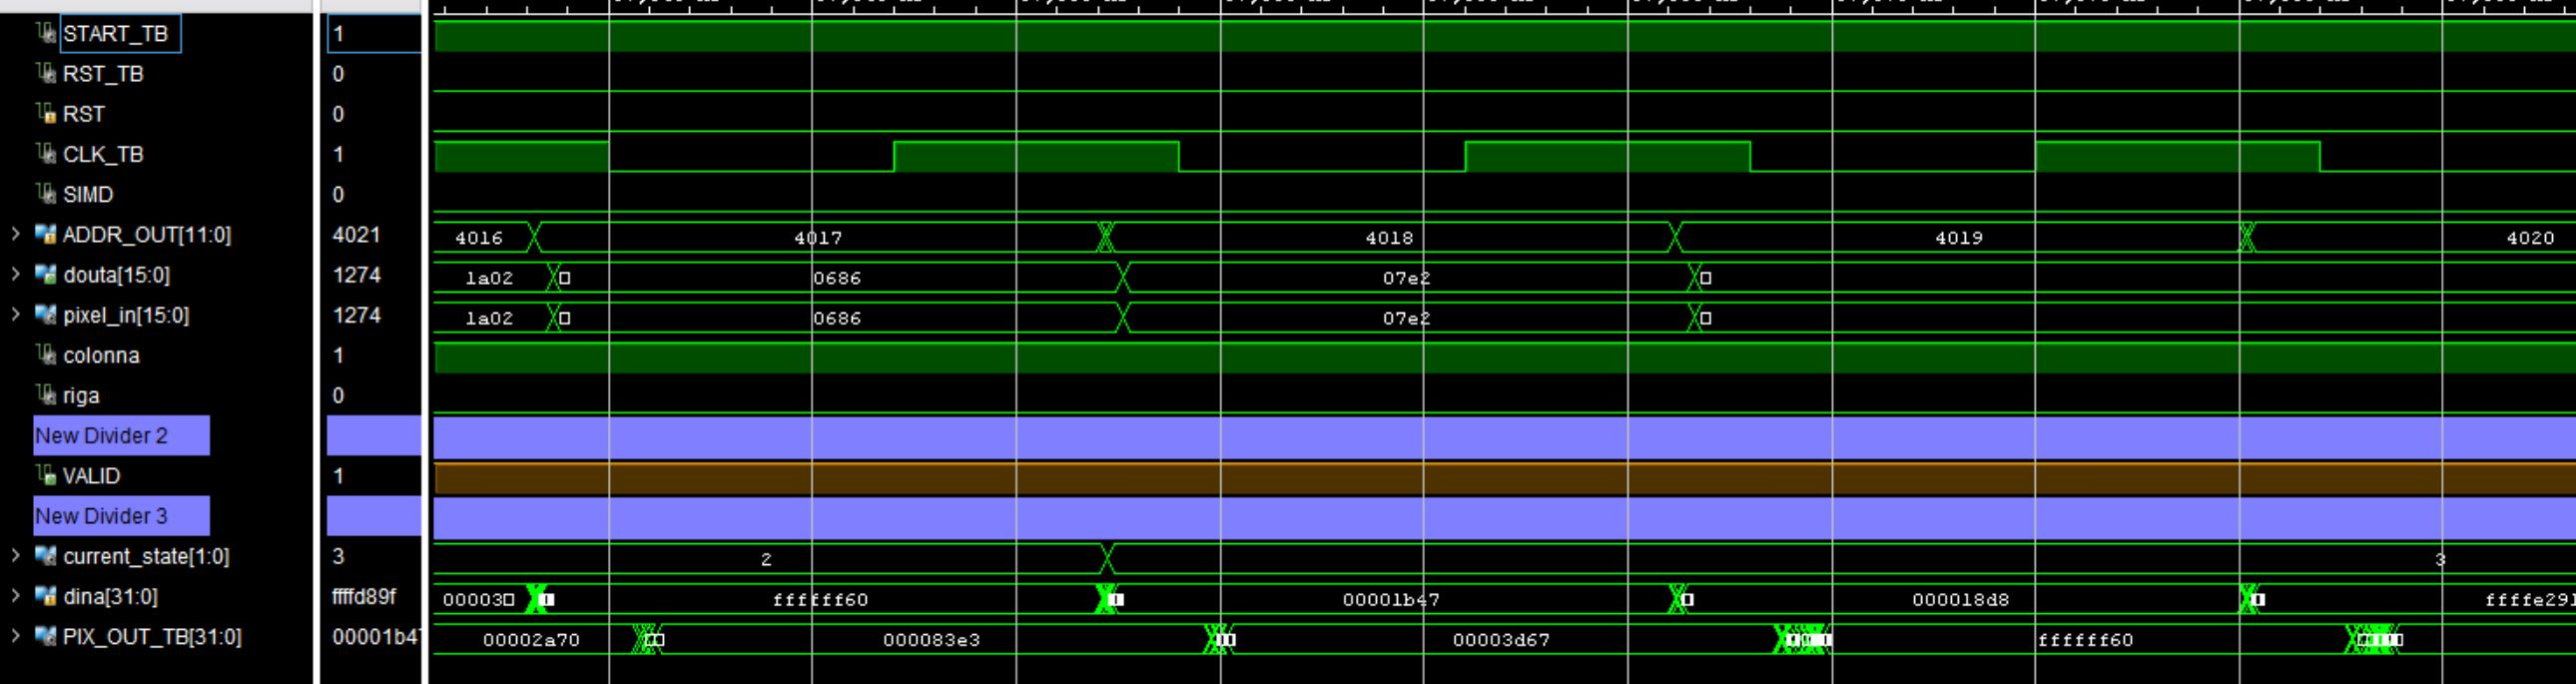 START_TB 1
RST_TB 0
RST 0
CLK_TB 1
SIMD 0
ADDR_OUT[11:0] 4021 4016 4017 4018 4019 4020
douta[15:0] 1274 1a02 0686 07e2
pixel_in[15:0] 1274 1a02 0686 07e2
colonna 1
riga 0
New Divider 2
VALID 1
New Divider 3
current_state[1:0] 3 2 3
dina[31:0] ffffd89f 00003 ffffff60 00001b47 000018d8 ffffe291
PIX_OUT_TB[31:0] 00001b47 00002a70 000083e3 00003d67 ffffff60